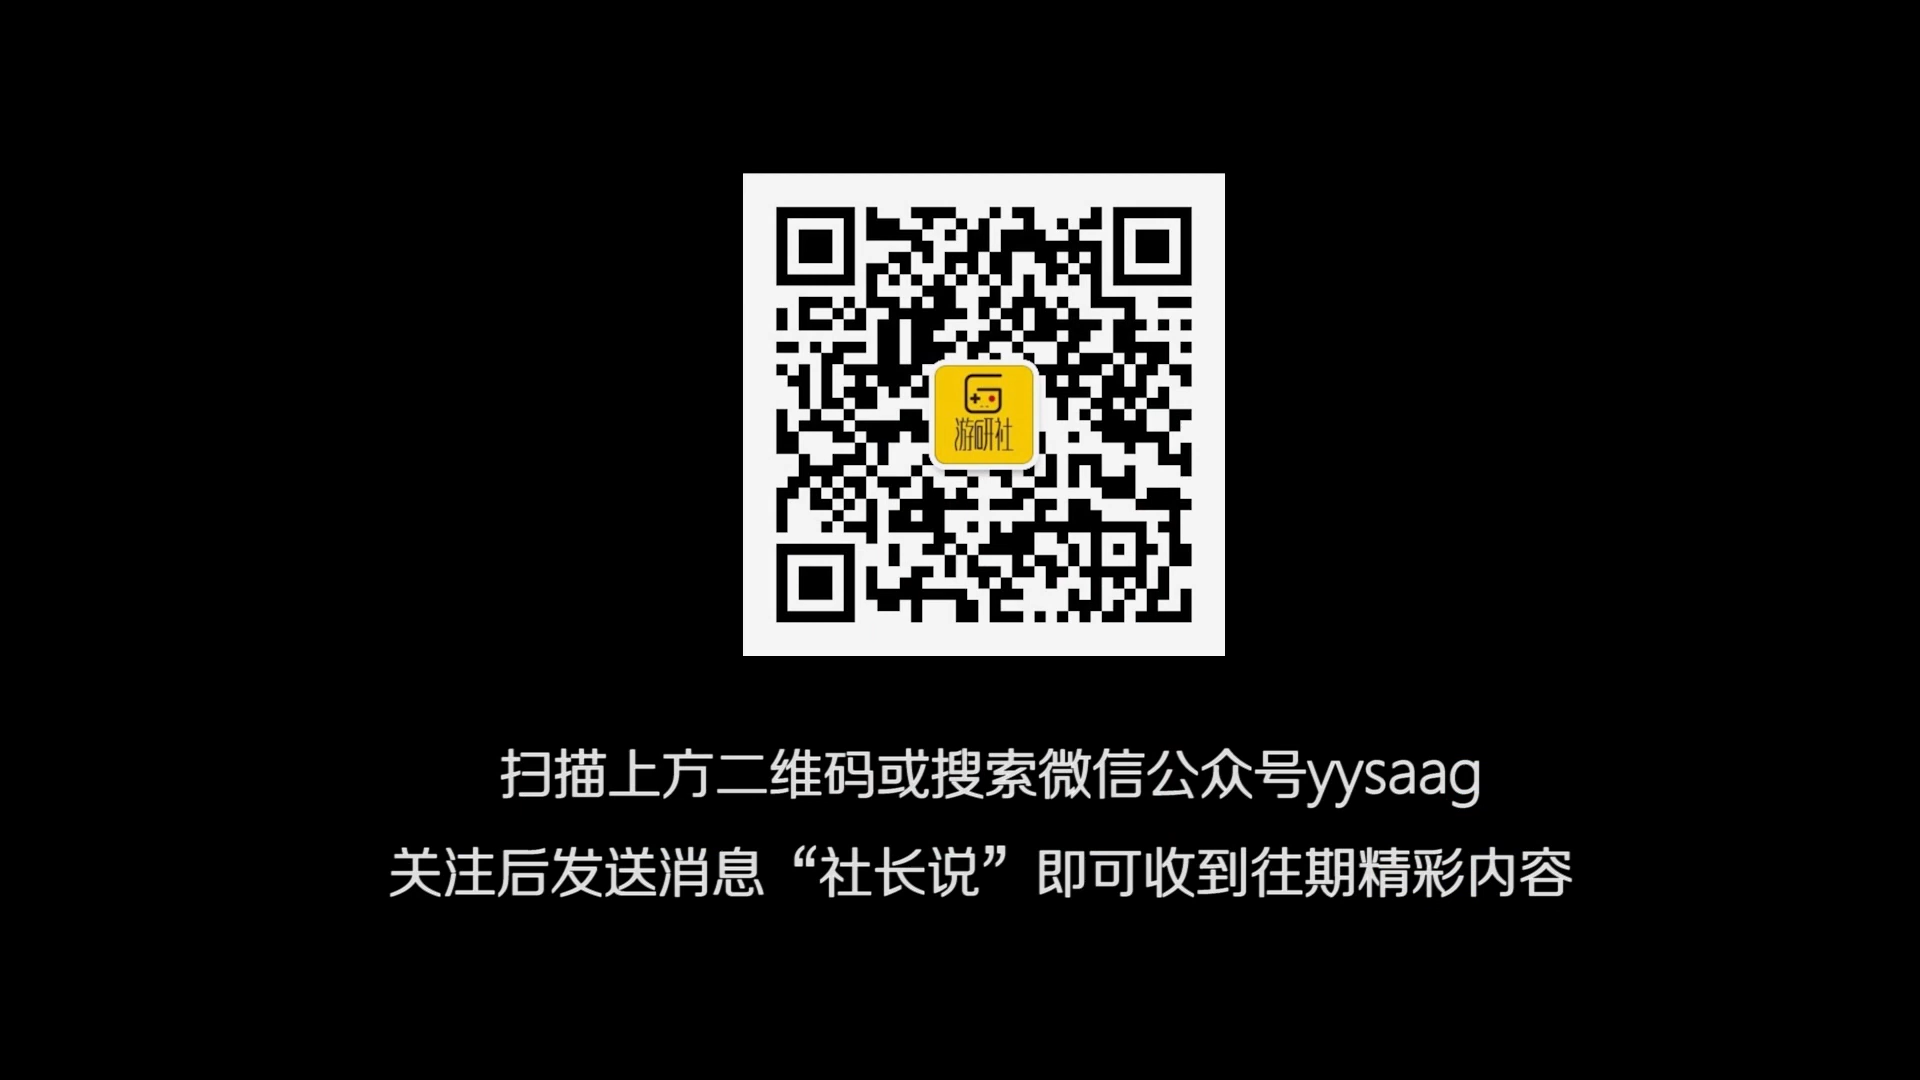 游研社
扫描上方二维码或搜索微信公众号yysaag
关注后发送消息“社长说”即可收到往期精彩内容